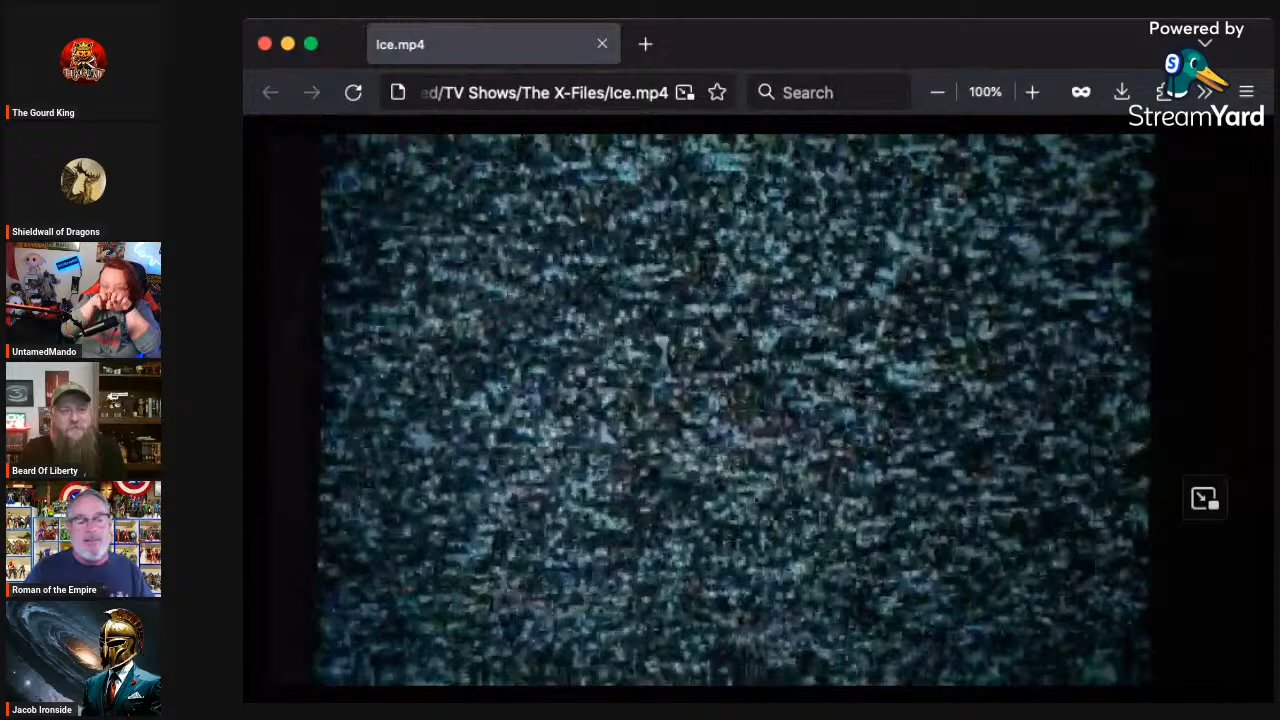 The Gourd King
Shieldwall of Dragons
UntamedMando
Beard Of Liberty
Roman of the Empire
Jacob Ironside
Ice.mp4
ed/TV Shows/The X-Files/Ice.mp4
Search
100%
Powered by
S
StreamYard